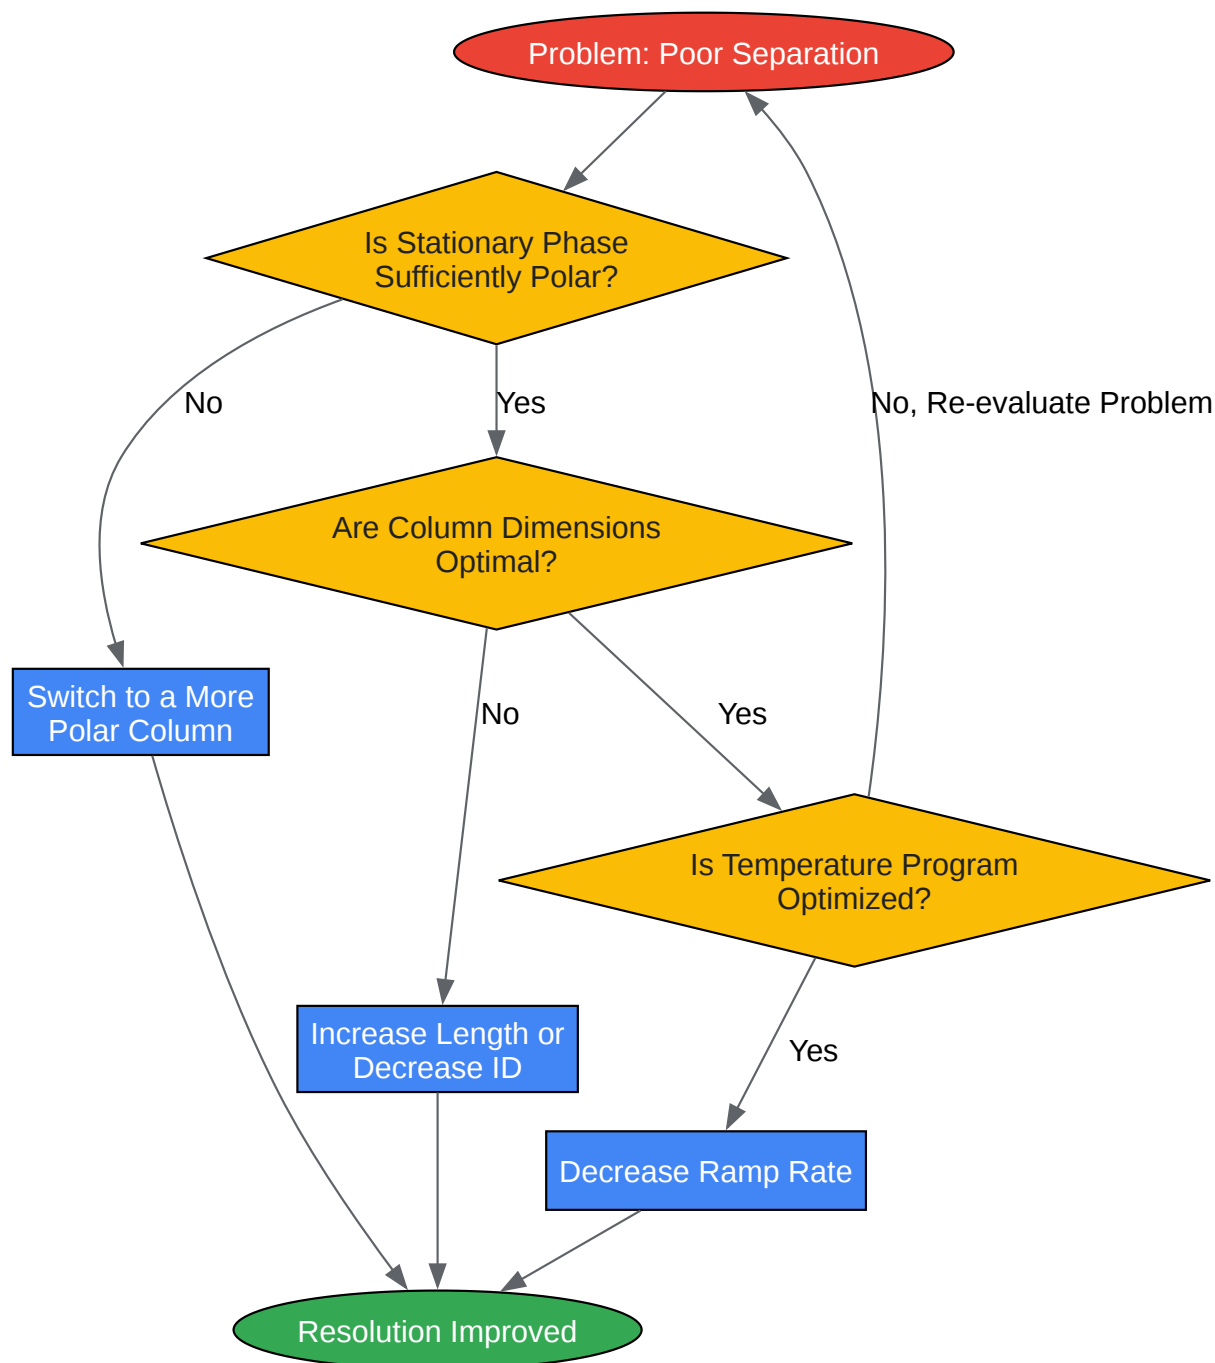 Problem: Poor Separation
Is Stationary Phase
Sufficiently Polar?
No
Yes
No, Re-evaluate Problem
Are Column Dimensions
Optimal?
Switch to a More
Polar Column
No
Yes
Is Temperature Program
Optimized?
Increase Length or
Decrease ID
Yes
Decrease Ramp Rate
Resolution Improved